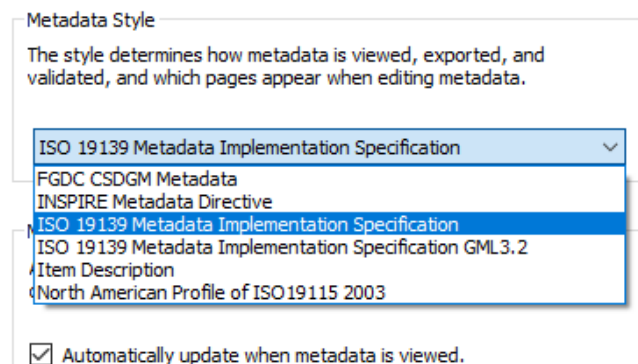 Metadata Style
The style determines how metadata is viewed, exported, and
validated, and which pages appear when editing metadata.
ISO 19139 Metadata Implementation Specification
FGDC CSDGM Metadata
INSPIRE Metadata Directive
ISO 19139 Metadata Implementation Specification
ISO 19139 Metadata Implementation Specification GML3.2
Item Description
North American Profile of ISO19115 2003
Automatically update when metadata is viewed.